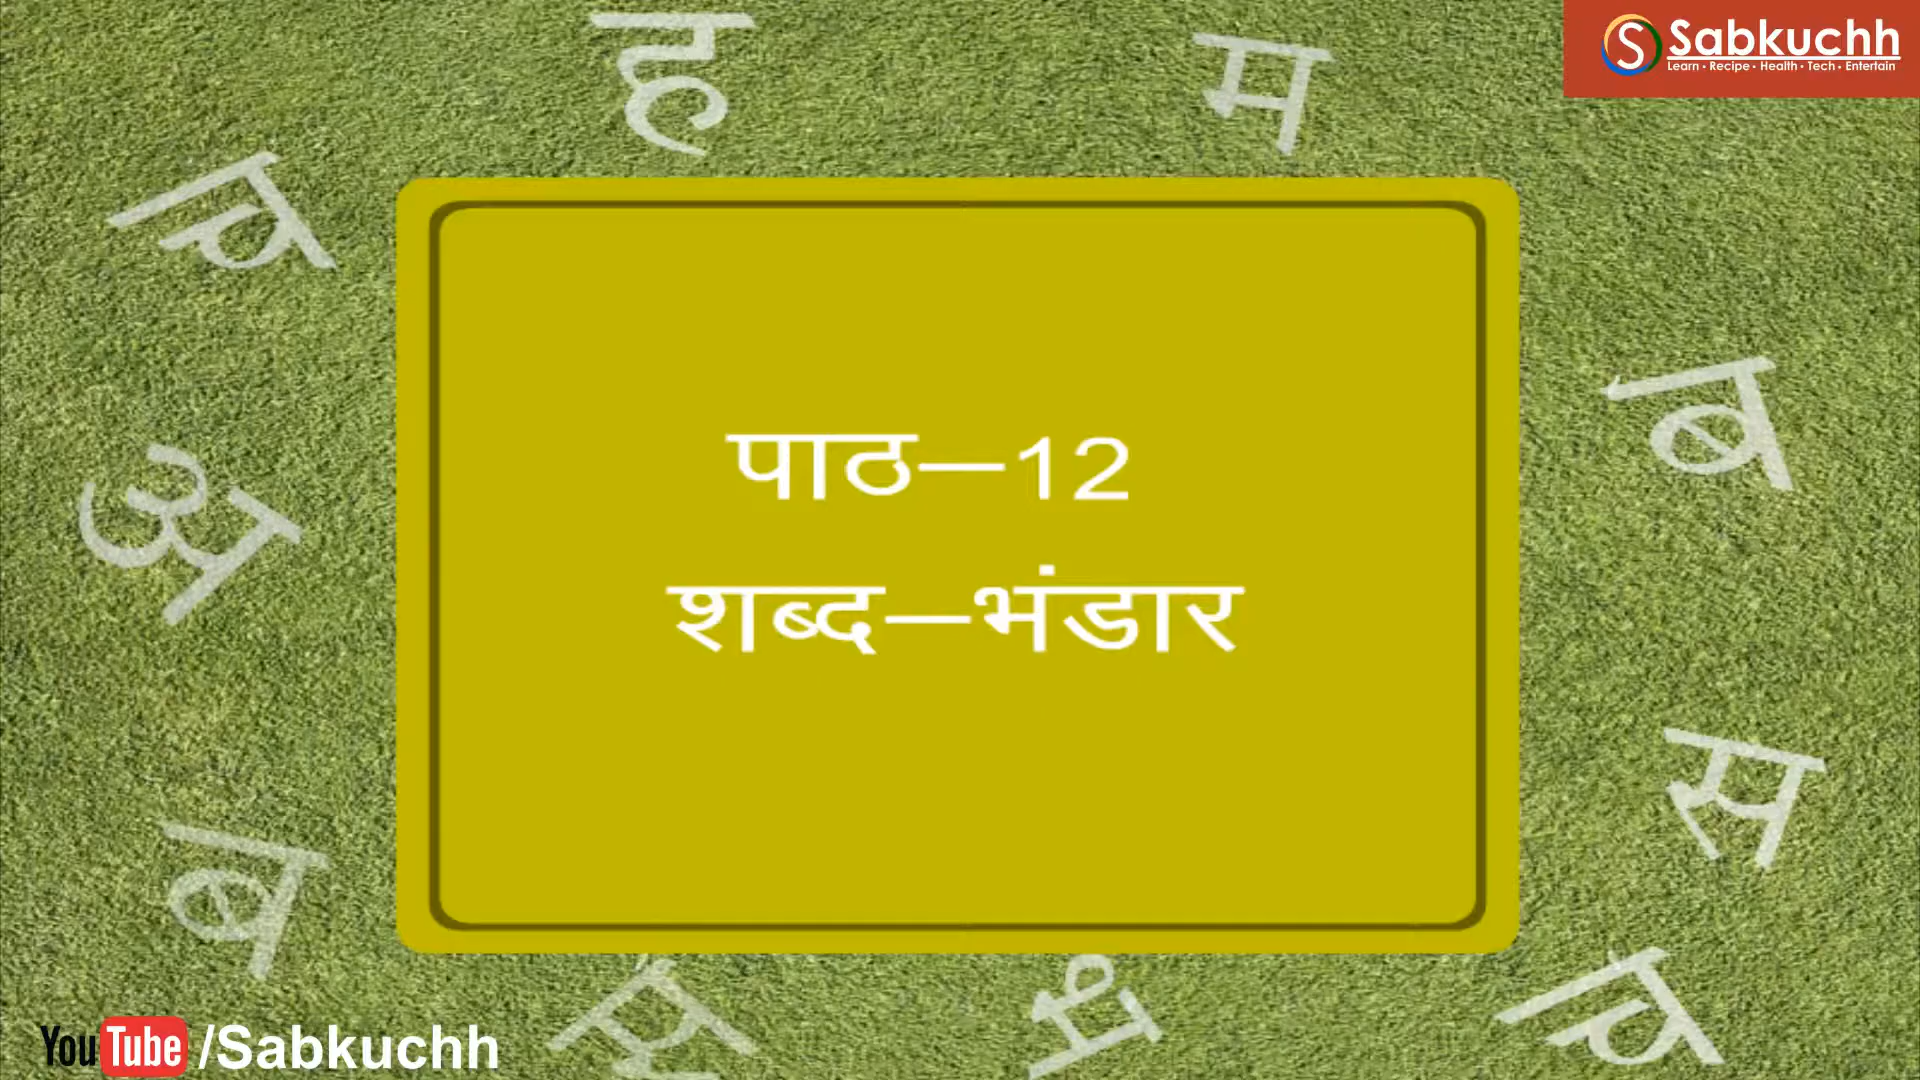 ह
म
Sabkuchh
Learn • Recipe • Health • Tech • Entertain
व
ब
पाठ–12
अ
शब्द–भंडार
स
ब
स
भ
व
YouTube /Sabkuchh